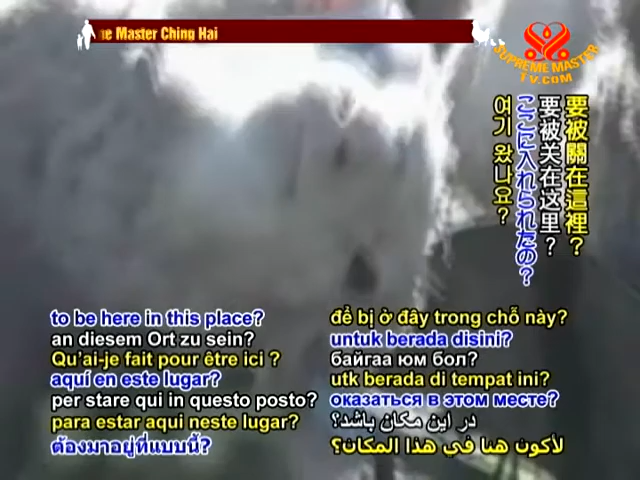 ne Master Ching Hai
SUPREME MASTER
TV.COM
要被關在這裡？
要被关在这里？
ここに入れられたの？
여기 왔나요？
to be here in this place?
an diesem Ort zu sein?
Qu'ai-je fait pour être ici ?
aquí en este lugar?
per stare qui in questo posto?
para estar aqui neste lugar?
ต้องมาอยู่ที่แบบนี้?
để bị ở đây trong chỗ này?
untuk berada disini?
байгаа юм бол?
utk berada di tempat ini?
оказаться в этом месте?
در این مکان باشد؟
لأكون هنا في هذا المكان؟